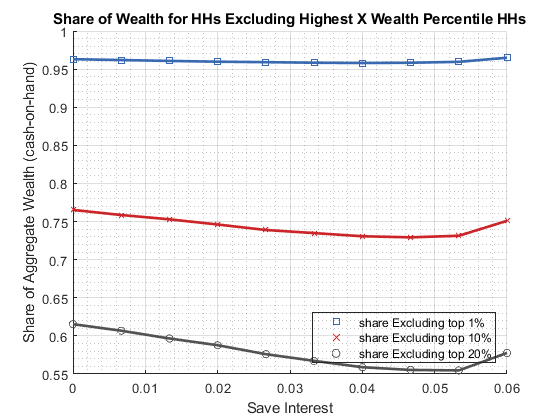 Share of Wealth for HHs Excluding Highest X Wealth Percentile HHs
Share of Aggregate Wealth (cash-on-hand)
1
0.95
0.9
0.85
0.8
0.75
0.7
0.65
0.6
0.55
share Excluding top 1%
share Excluding top 10%
share Excluding top 20%
0 0.01 0.02 0.03 0.04 0.05 0.06
Save Interest